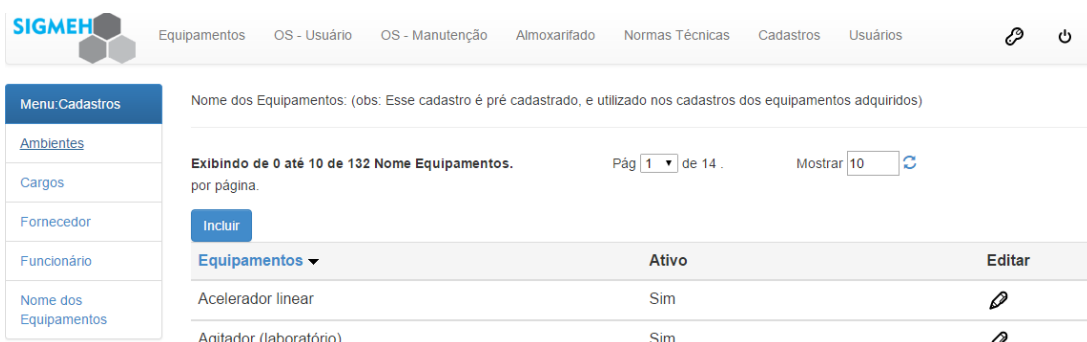 SIGMEH
Equipamentos OS - Usuário OS - Manutenção Almoxarifado Normas Técnicas Cadastros Usuários
Menu:Cadastros
Ambientes
Cargos
Fornecedor
Funcionário
Nome dos
Equipamentos
Nome dos Equipamentos: (obs: Esse cadastro é pré cadastrado, e utilizado nos cadastros dos equipamentos adquiridos)
Exibindo de 0 até 10 de 132 Nome Equipamentos. Pág 1 de 14 . Mostrar 10
por página.
Incluir
Equipamentos Ativo Editar
Acelerador linear Sim
Agitador (laboratório) Sim